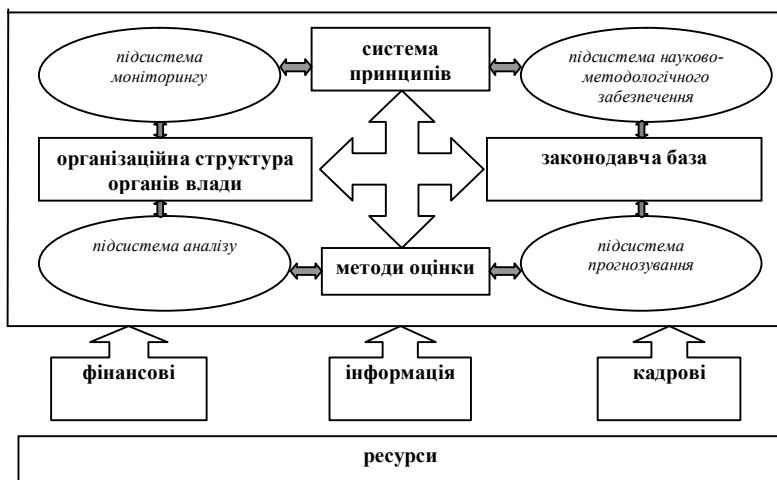 підсистема
моніторингу
система
принципів
підсистема науково-
методологічного
забезпечення
організаційна структура
органів влади
законодавча база
підсистема аналізу
методи оцінки
підсистема
прогнозування
фінансові
інформація
кадрові
ресурси